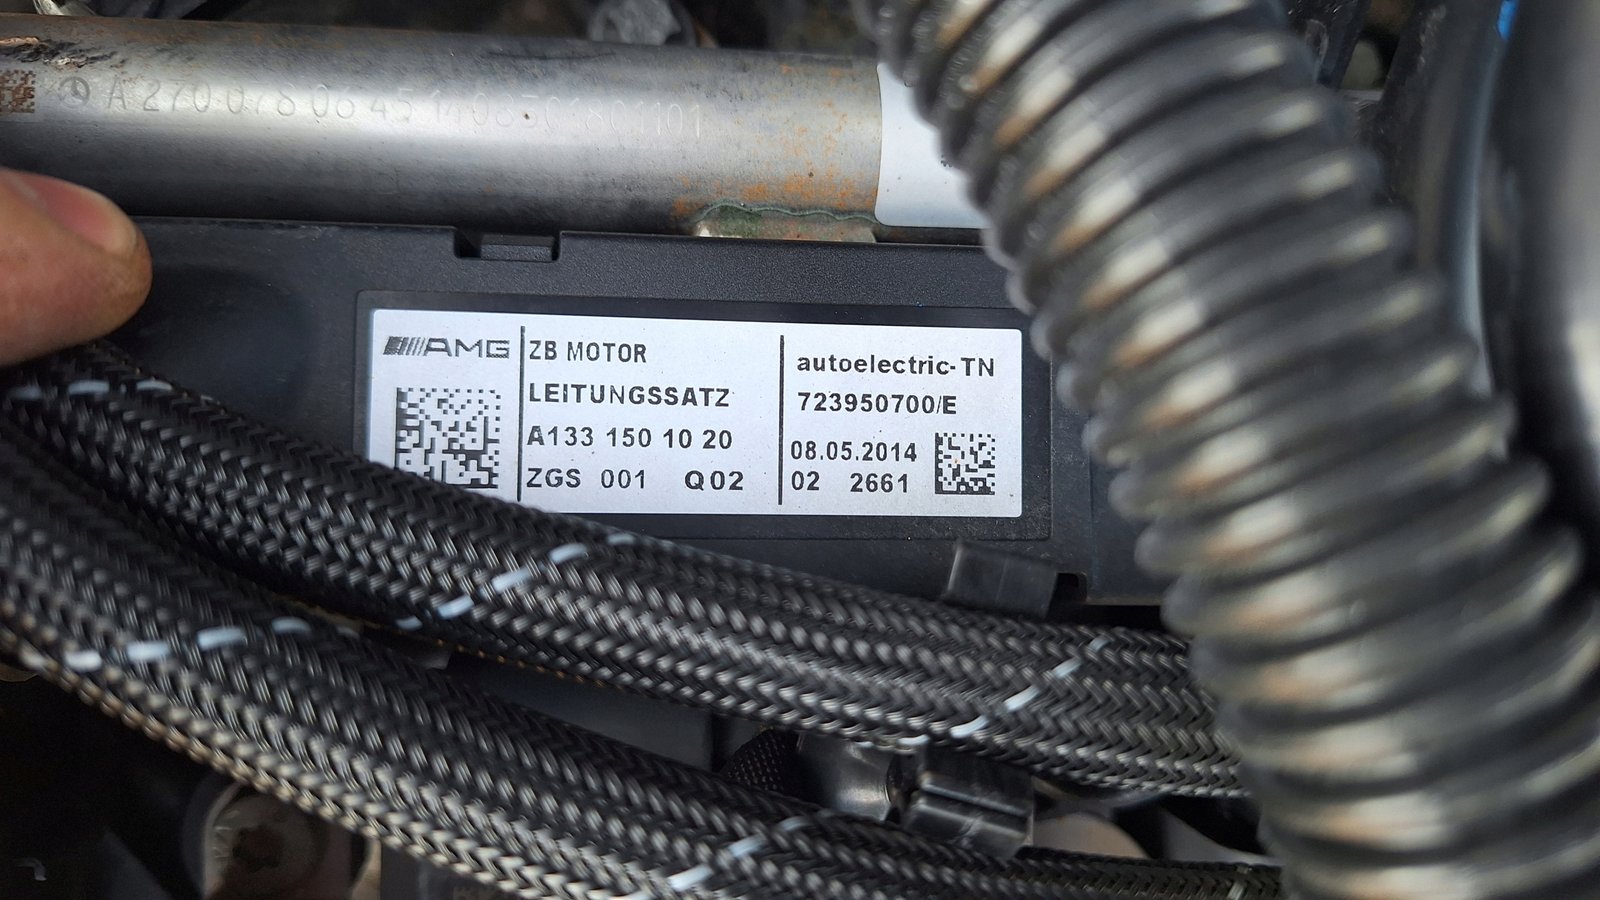 A 270 078 06 45
AMG
ZB MOTOR
LEITUNGSSATZ
A133 150 10 20
ZGS 001 Q02
autoelectric-TN
723950700/E
08.05.2014
02 2661